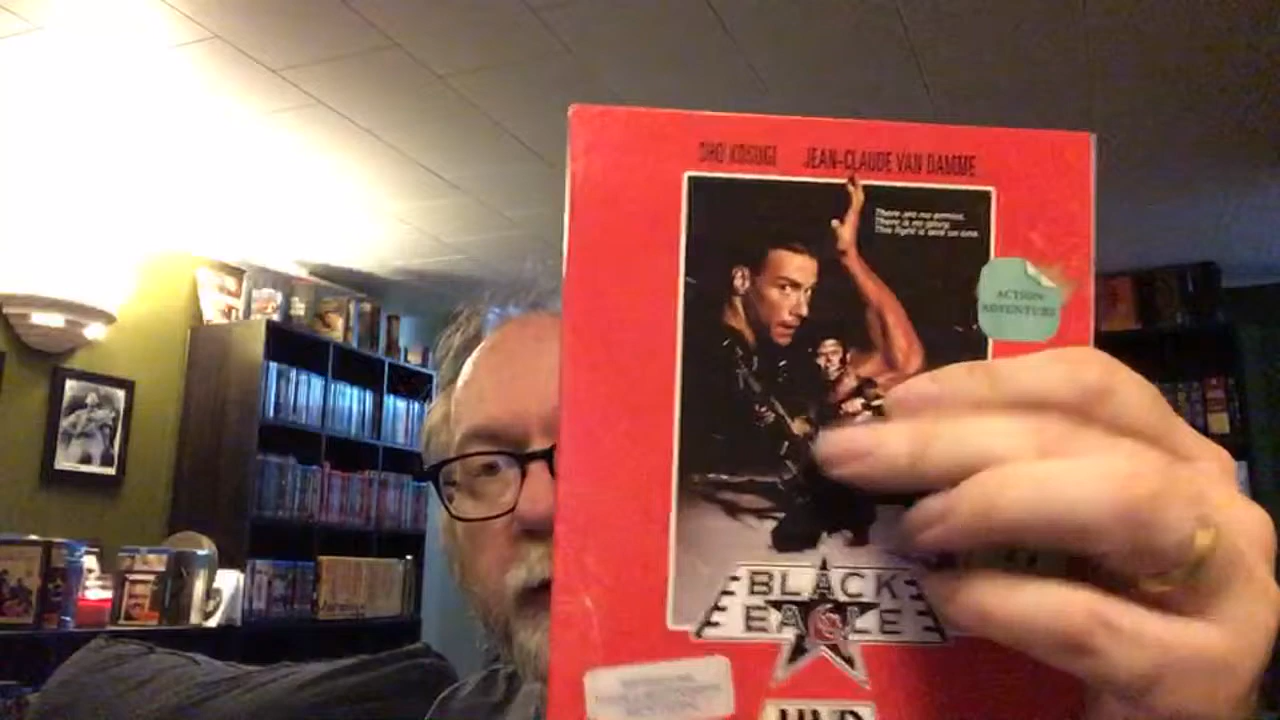 SHO KOSUGI JEAN-CLAUDE VAN DAMME
There are no armies.
There is no glory.
This fight is one on one.
ACTION
ADVENTURE
BLACK
EAGLE